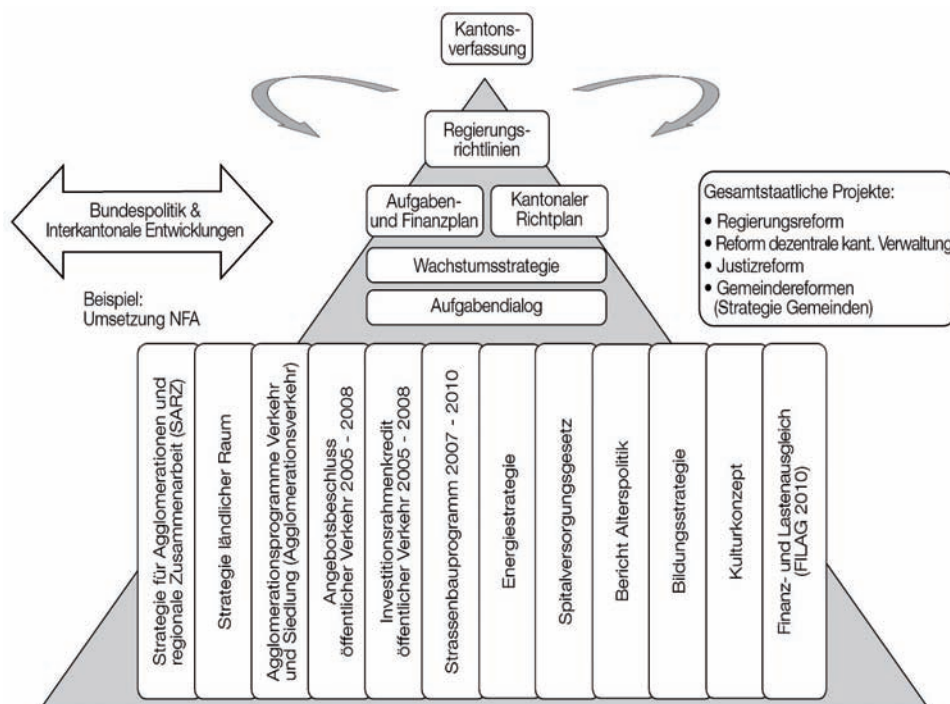 Kantons-
verfassung
Regierungs-
richtlinien
Bundespolitik &
Interkantonale Entwicklungen
Aufgaben-
und Finanzplan
Kantonaler
Richtplan
Wachstumsstrategie
Aufgabendialog
Beispiel:
Umsetzung NFA
Gesamtstaatliche Projekte:
• Regierungsreform
• Reform dezentrale kant. Verwaltung
• Justizreform
• Gemeindereformen
(Strategie Gemeinden)
Strategie für Agglomerationen und
regionale Zusammenarbeit (SARZ)
Strategie ländlicher Raum
Agglomerationsprogramme Verkehr
und Siedlung (Agglomerationsverkehr)
Angebotsbeschluss
öffentlicher Verkehr 2005 - 2008
Investitionsrahmenkredit
öffentlicher Verkehr 2005 - 2008
Strassenbauprogramm 2007 - 2010
Energiestrategie
Spitalversorgungsgesetz
Bericht Alterspolitik
Bildungsstrategie
Kulturkonzept
Finanz- und Lastenausgleich
(FILAG 2010)